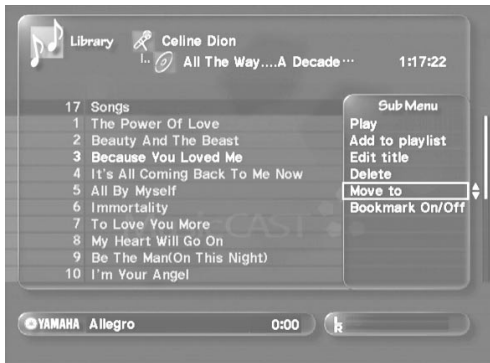 Library
Celine Dion
All The Way....A Decade···
1:17:22
17 Songs
1 The Power Of Love
2 Beauty And The Beast
3 Because You Loved Me
4 It's All Coming Back To Me Now
5 All By Myself
6 Immortality
7 To Love You More
8 My Heart Will Go On
9 Be The Man(On This Night)
10 I'm Your Angel
Sub Menu
Play
Add to playlist
Edit title
Delete
Move to
Bookmark On/Off
YAMAHA Allegro 0:00